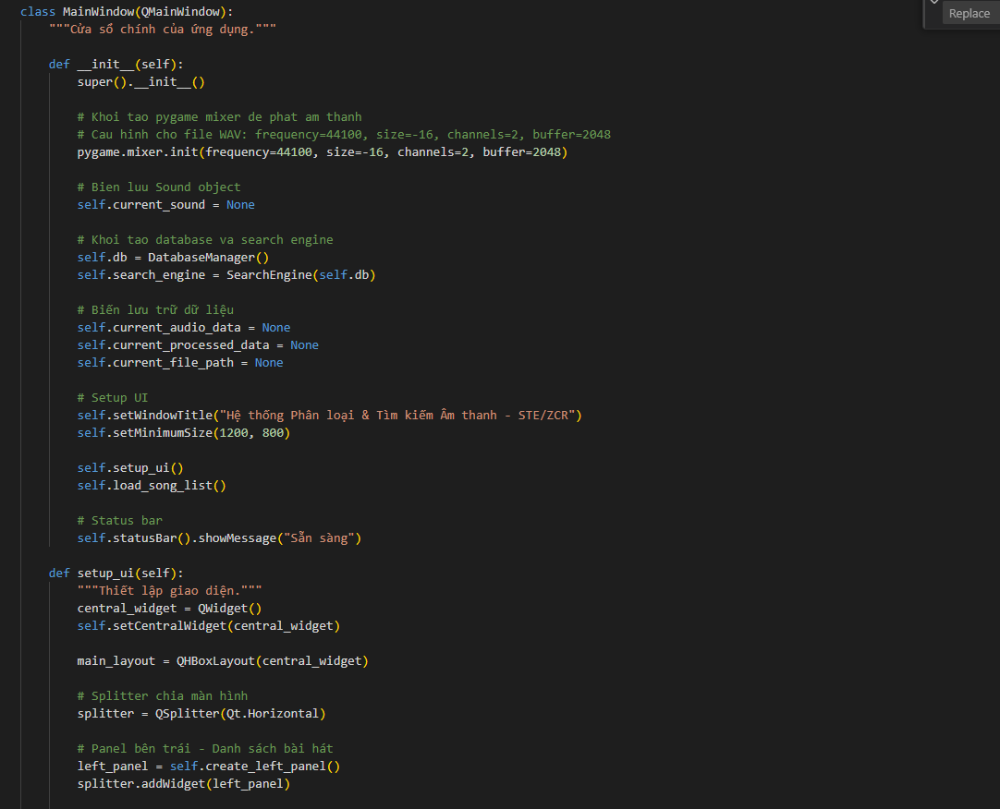 class MainWindow(QMainWindow):
"""Cửa sổ chính của ứng dụng."""
Replace
def __init__(self):
super().__init__()
# Khoi tao pygame mixer de phat am thanh
# Cau hinh cho file WAV: frequency=44100, size=-16, channels=2, buffer=2048
pygame.mixer.init(frequency=44100, size=-16, channels=2, buffer=2048)
# Bien luu Sound object
self.current_sound = None
# Khoi tao database va search engine
self.db = DatabaseManager()
self.search_engine = SearchEngine(self.db)
# Biến lưu trữ dữ liệu
self.current_audio_data = None
self.current_processed_data = None
self.current_file_path = None
# Setup UI
self.setWindowTitle("Hệ thống Phân loại & Tìm kiếm Âm thanh - STE/ZCR")
self.setMinimumSize(1200, 800)
self.setup_ui()
self.load_song_list()
# Status bar
self.statusBar().showMessage("Sẵn sàng")
def setup_ui(self):
"""Thiết lập giao diện."""
central_widget = QWidget()
self.setCentralWidget(central_widget)
main_layout = QHBoxLayout(central_widget)
# Splitter chia màn hình
splitter = QSplitter(Qt.Horizontal)
# Panel bên trái - Danh sách bài hát
left_panel = self.create_left_panel()
splitter.addWidget(left_panel)